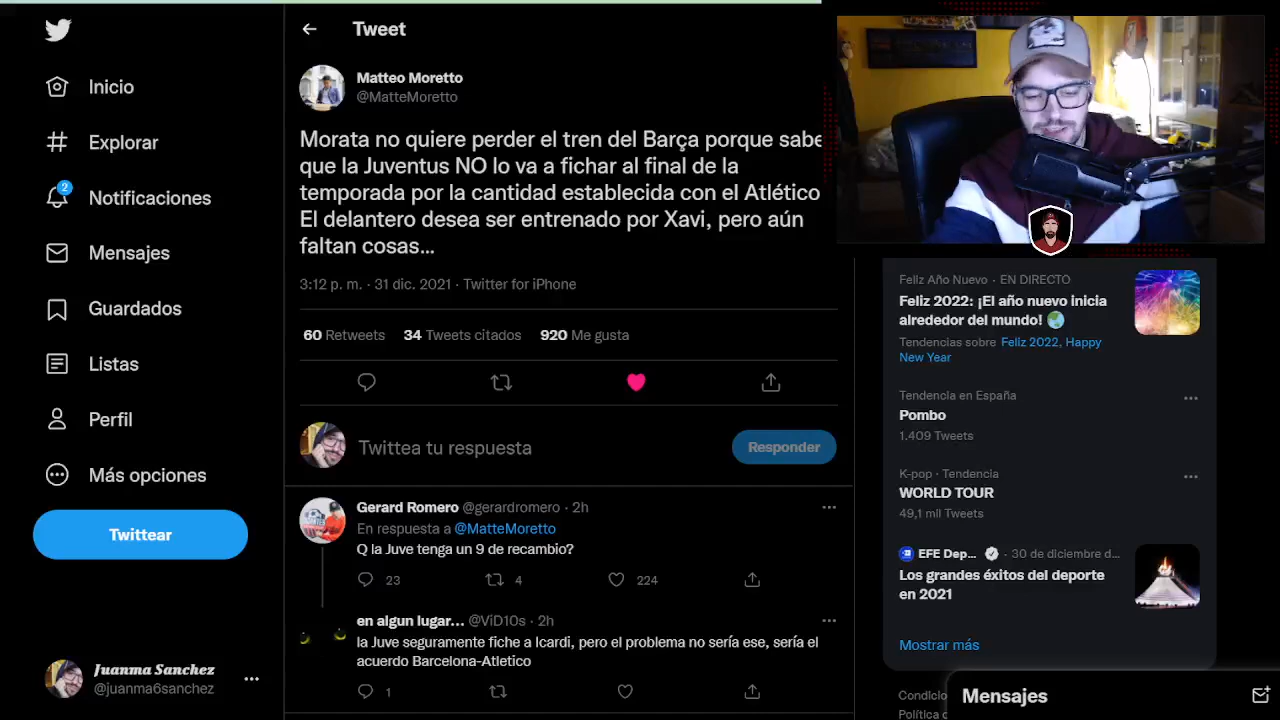 Tweet
Inicio
Explorar
2
Notificaciones
Mensajes
Guardados
Listas
Perfil
Más opciones
Twittear
Juanma Sanchez
@juanma6sanchez
Matteo Moretto
@MatteMoretto
Morata no quiere perder el tren del Barça porque sabe
que la Juventus NO lo va a fichar al final de la
temporada por la cantidad establecida con el Atlético
El delantero desea ser entrenado por Xavi, pero aún
faltan cosas...
3:12 p. m. · 31 dic. 2021 · Twitter for iPhone
60 Retweets 34 Tweets citados 920 Me gusta
Twittea tu respuesta
Responder
Gerard Romero @gerardromero · 2h
En respuesta a @MatteMoretto
Q la Juve tenga un 9 de recambio?
23 4 224
en algun lugar... @ViD10s · 2h
la Juve seguramente fiche a Icardi, pero el problema no sería ese, sería el
acuerdo Barcelona-Atletico
1
Feliz Año Nuevo · EN DIRECTO
Feliz 2022: ¡El año nuevo inicia
alrededor del mundo!
Tendencias sobre Feliz 2022, Happy
New Year
Tendencia en España
Pombo
1.409 Tweets
K-pop · Tendencia
WORLD TOUR
49,1 mil Tweets
EFE Dep... · 30 de diciembre d...
Los grandes éxitos del deporte
en 2021
Mostrar más
Condicio
Política
Mensajes